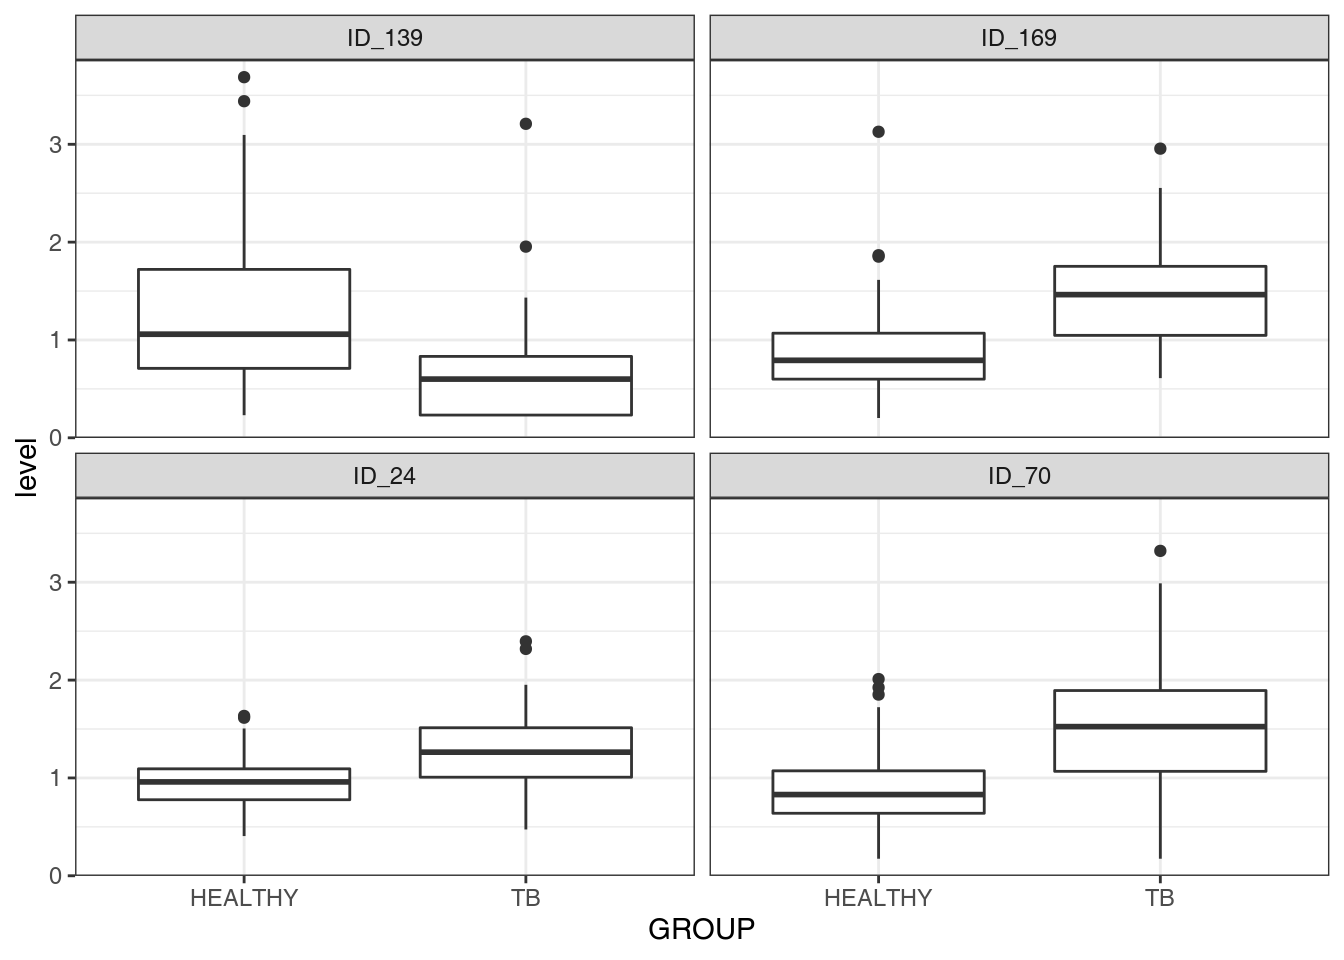 ID_139
ID_169
3
2
1
0
level
ID_24
ID_70
3
2
1
0
HEALTHY
TB
HEALTHY
TB
GROUP